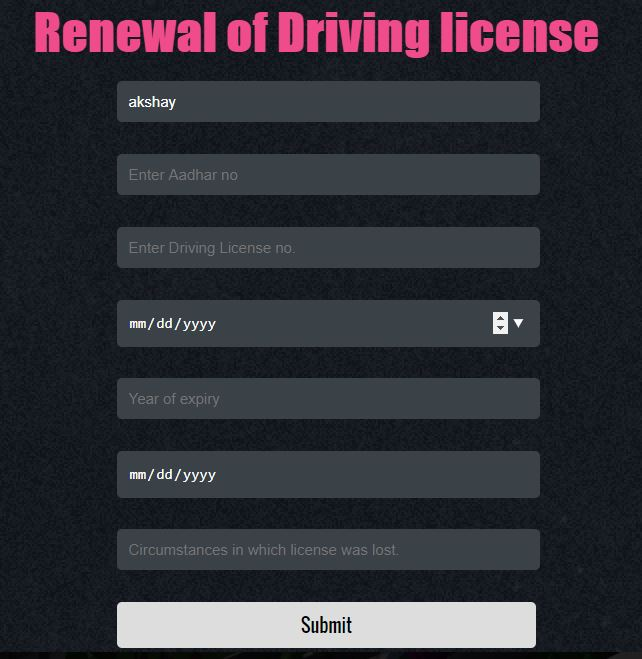 Renewal of Driving license
akshay
Enter Aadhar no
Enter Driving License no.
mm/dd/yyyy
Year of expiry
mm/dd/yyyy
Circumstances in which license was lost.
Submit